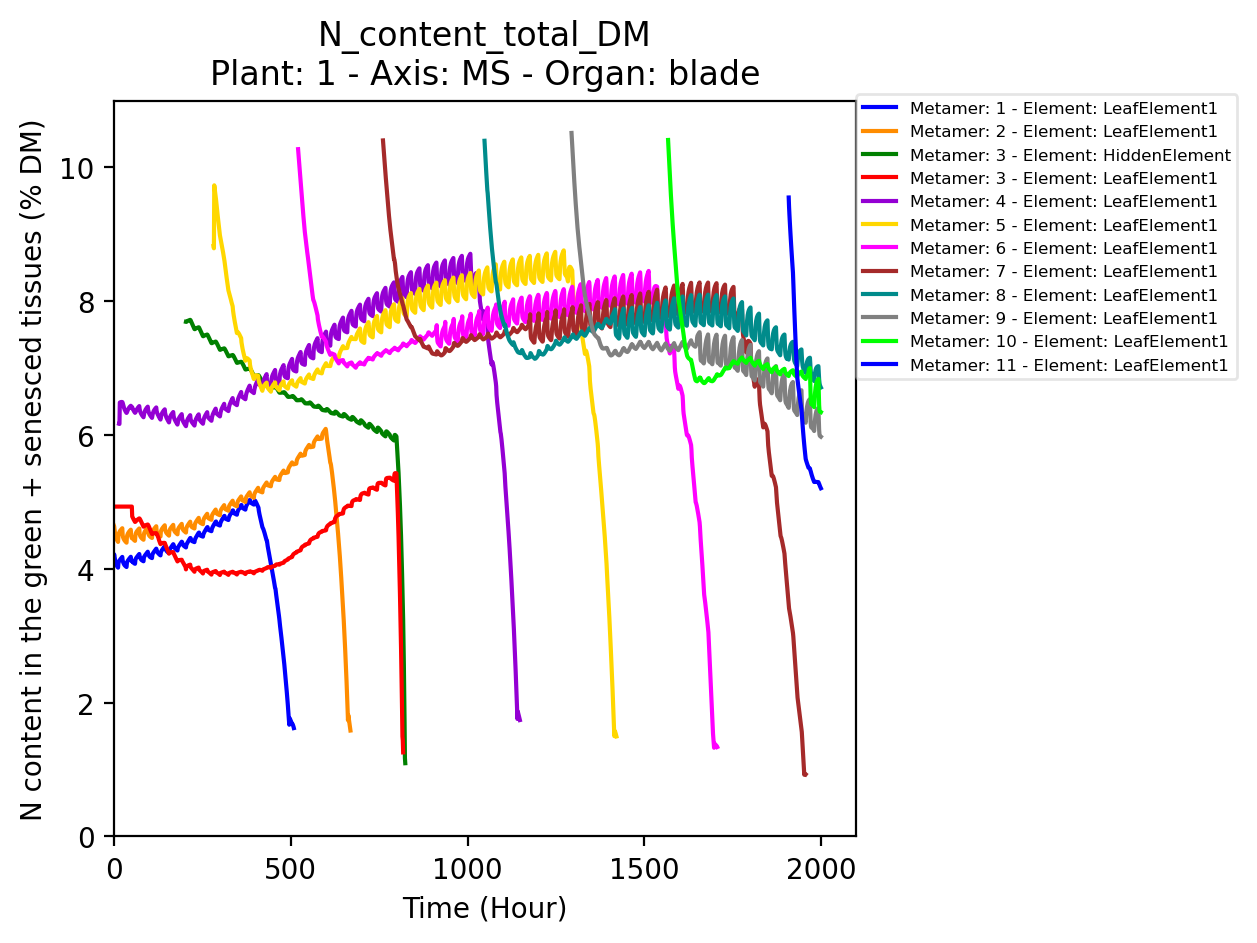 N_content_total_DM
Plant: 1 - Axis: MS - Organ: blade
N content in the green + senesced tissues (% DM)
10
8
6
4
2
0
0 500 1000 1500 2000
Time (Hour)
Metamer: 1 - Element: LeafElement1
Metamer: 2 - Element: LeafElement1
Metamer: 3 - Element: HiddenElement
Metamer: 3 - Element: LeafElement1
Metamer: 4 - Element: LeafElement1
Metamer: 5 - Element: LeafElement1
Metamer: 6 - Element: LeafElement1
Metamer: 7 - Element: LeafElement1
Metamer: 8 - Element: LeafElement1
Metamer: 9 - Element: LeafElement1
Metamer: 10 - Element: LeafElement1
Metamer: 11 - Element: LeafElement1